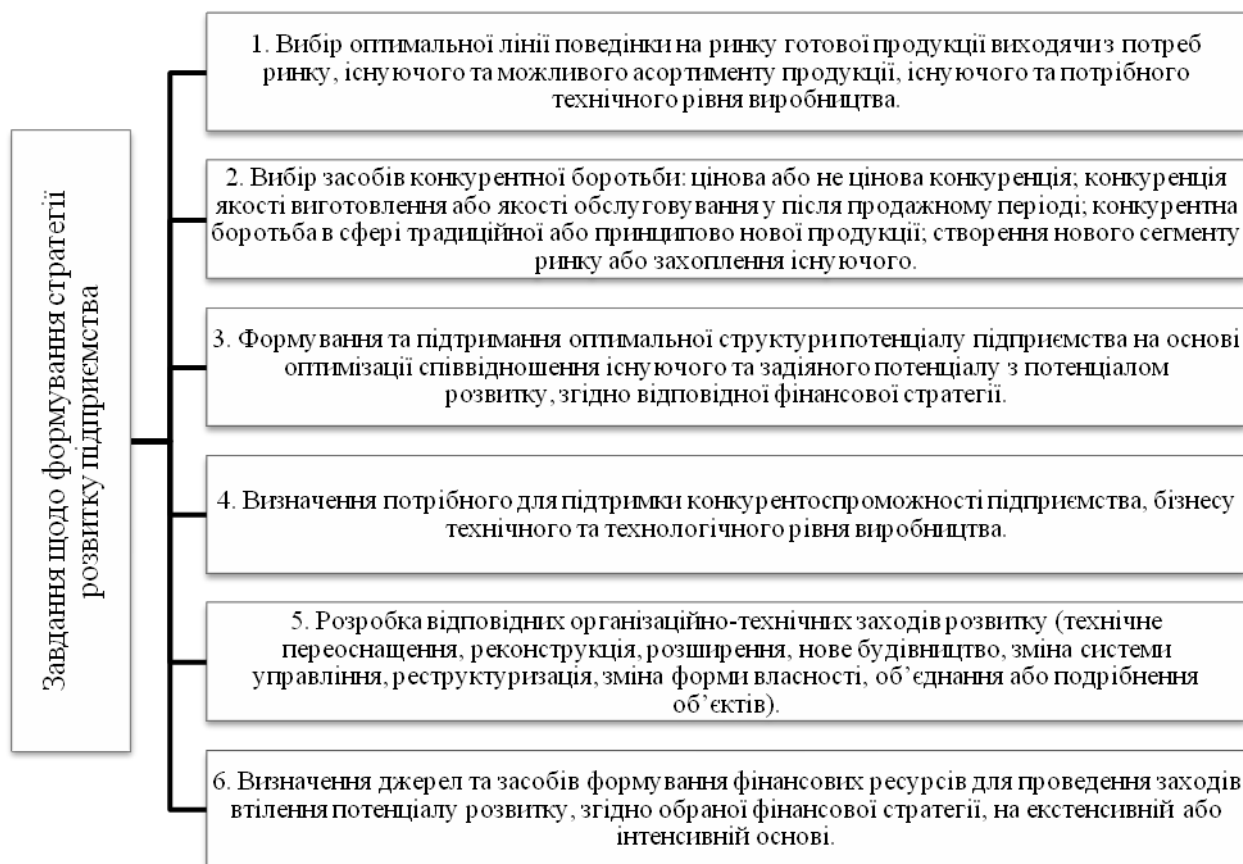 Завдання щодо формування стратегії
розвитку підприємства
1. Вибір оптимальної лінії поведінки на ринку готової продукції виходячи з потреб
ринку, існуючого та можливого асортименту продукції, існуючого та потрібного
технічного рівня виробництва.
2. Вибір засобів конкурентної боротьби: цінова або не цінова конкуренція; конкуренція
якості виготовлення або якості обслуговування у після продажному періоді; конкурентна
боротьба в сфері традиційної або принципово нової продукції; створення нового сегменту
ринку або захоплення існуючого.
3. Формування та підтримання оптимальної структури потенціалу підприємства на основі
оптимізації співвідношення існуючого та задіяного потенціалу з потенціалом
розвитку, згідно відповідної фінансової стратегії.
4. Визначення потрібного для підтримки конкурентоспроможності підприємства, бізнесу
технічного та технологічного рівня виробництва.
5. Розробка відповідних організаційно-технічних заходів розвитку (технічне
переоснащення, реконструкція, розширення, нове будівництво, зміна системи
управління, реструктуризація, зміна форми власності, об’єднання або подрібнення
об’єктів).
6. Визначення джерел та засобів формування фінансових ресурсів для проведення заходів
втілення потенціалу розвитку, згідно обраної фінансової стратегії, на екстенсивній або
інтенсивній основі.